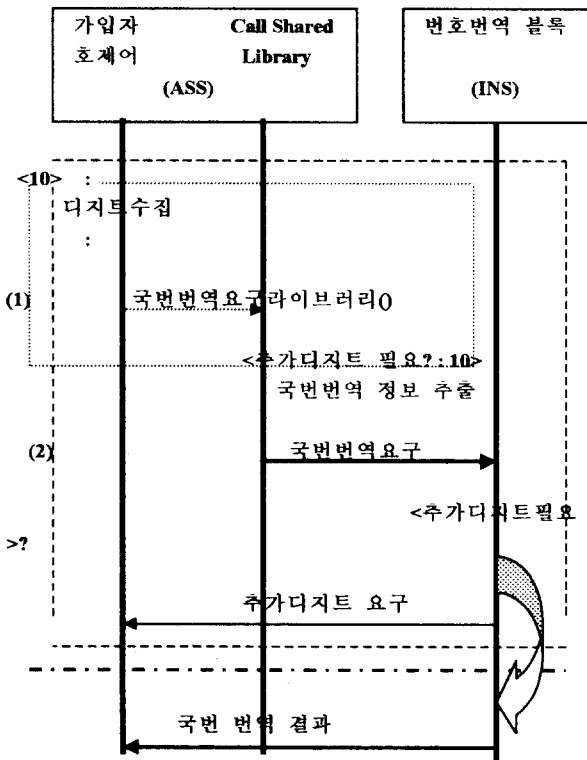 가입자 Call Shared 번호번역 블록
호제어 Library
(ASS) (INS)
<10> :
디지트수집
:
(1) 국번번역요구라이브러리()
<추가디지트 필요? : 10>
국번번역 정보 추출
(2) 국번번역요구
<추가디지트필요
>?
추가디지트 요구
국번 번역 결과